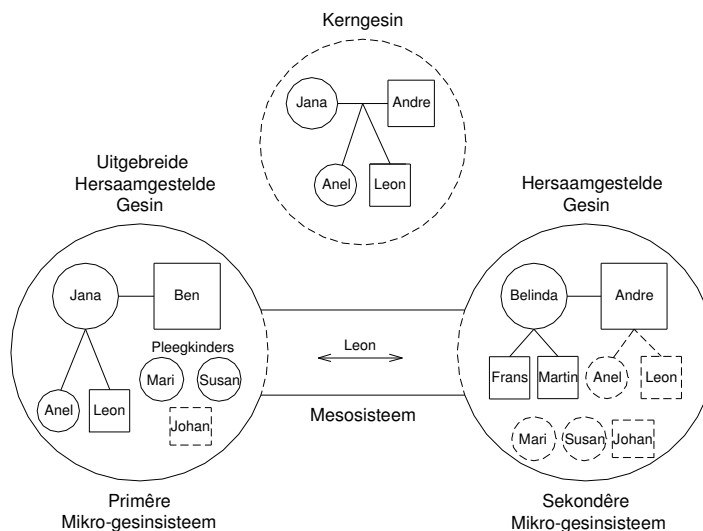 Kerngesin
Jana
Andre
Anel
Leon
Uitgebreide
Hersaamgestelde
Gesin
Jana
Ben
Pleegkinders
Mari
Susan
Anel
Leon
Johan
Primêre
Mikro-gesinsisteem
Leon
Mesosisteem
Hersaamgestelde
Gesin
Belinda
Andre
Frans
Martin
Anel
Leon
Mari
Susan
Johan
Sekondêre
Mikro-gesinsisteem